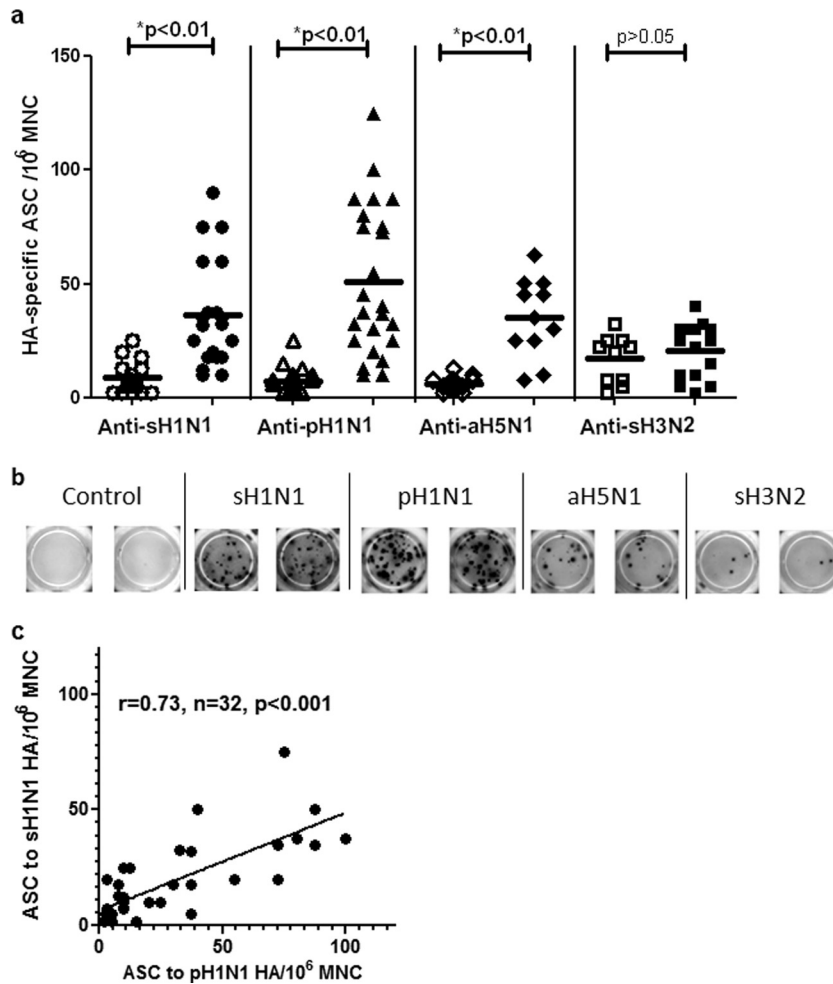 a
*p<0.01 *p<0.01 *p<0.01 p>0.05
150
100
50
0
HA-specific ASC /10⁶ MNC
Anti-sH1N1 Anti-pH1N1 Anti-aH5N1 Anti-sH3N2
b
Control sH1N1 pH1N1 aH5N1 sH3N2
c
r=0.73, n=32, p<0.001
100
50
0
ASC to sH1N1 HA/10⁶ MNC
0 50 100
ASC to pH1N1 HA/10⁶ MNC